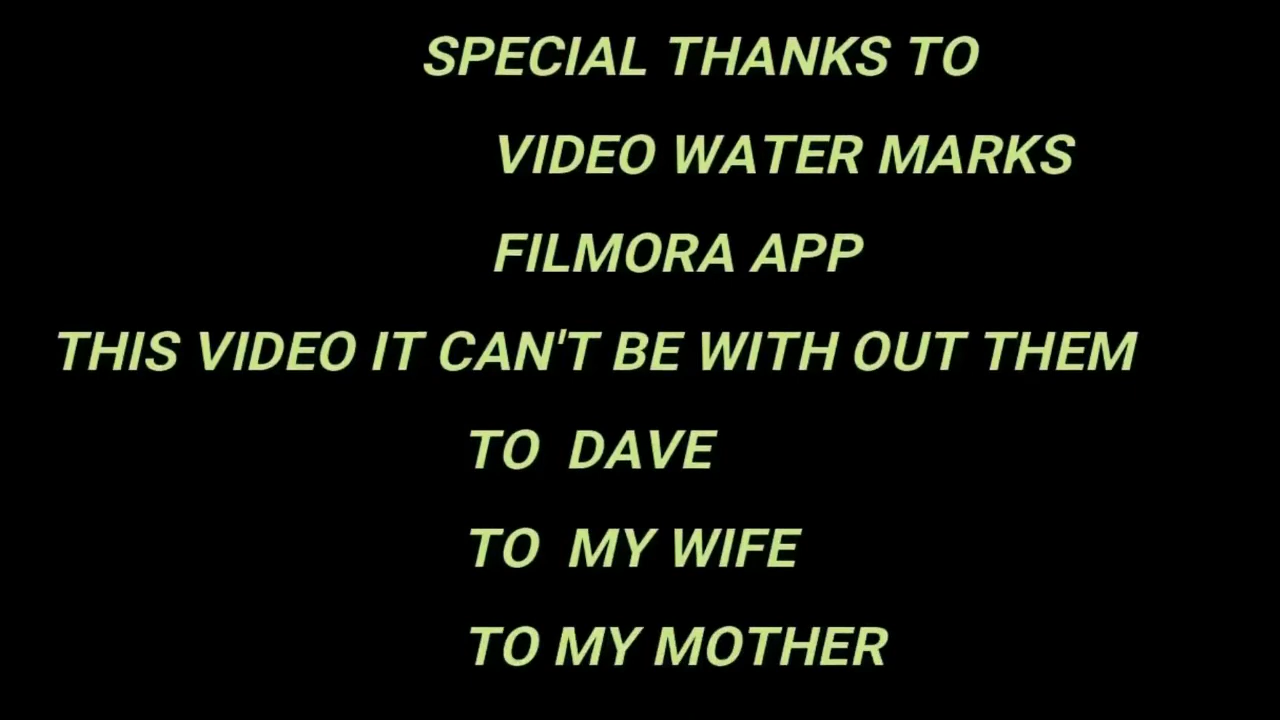 SPECIAL THANKS TO
VIDEO WATER MARKS
FILMORA APP
THIS VIDEO IT CAN'T BE WITH OUT THEM
TO DAVE
TO MY WIFE
TO MY MOTHER